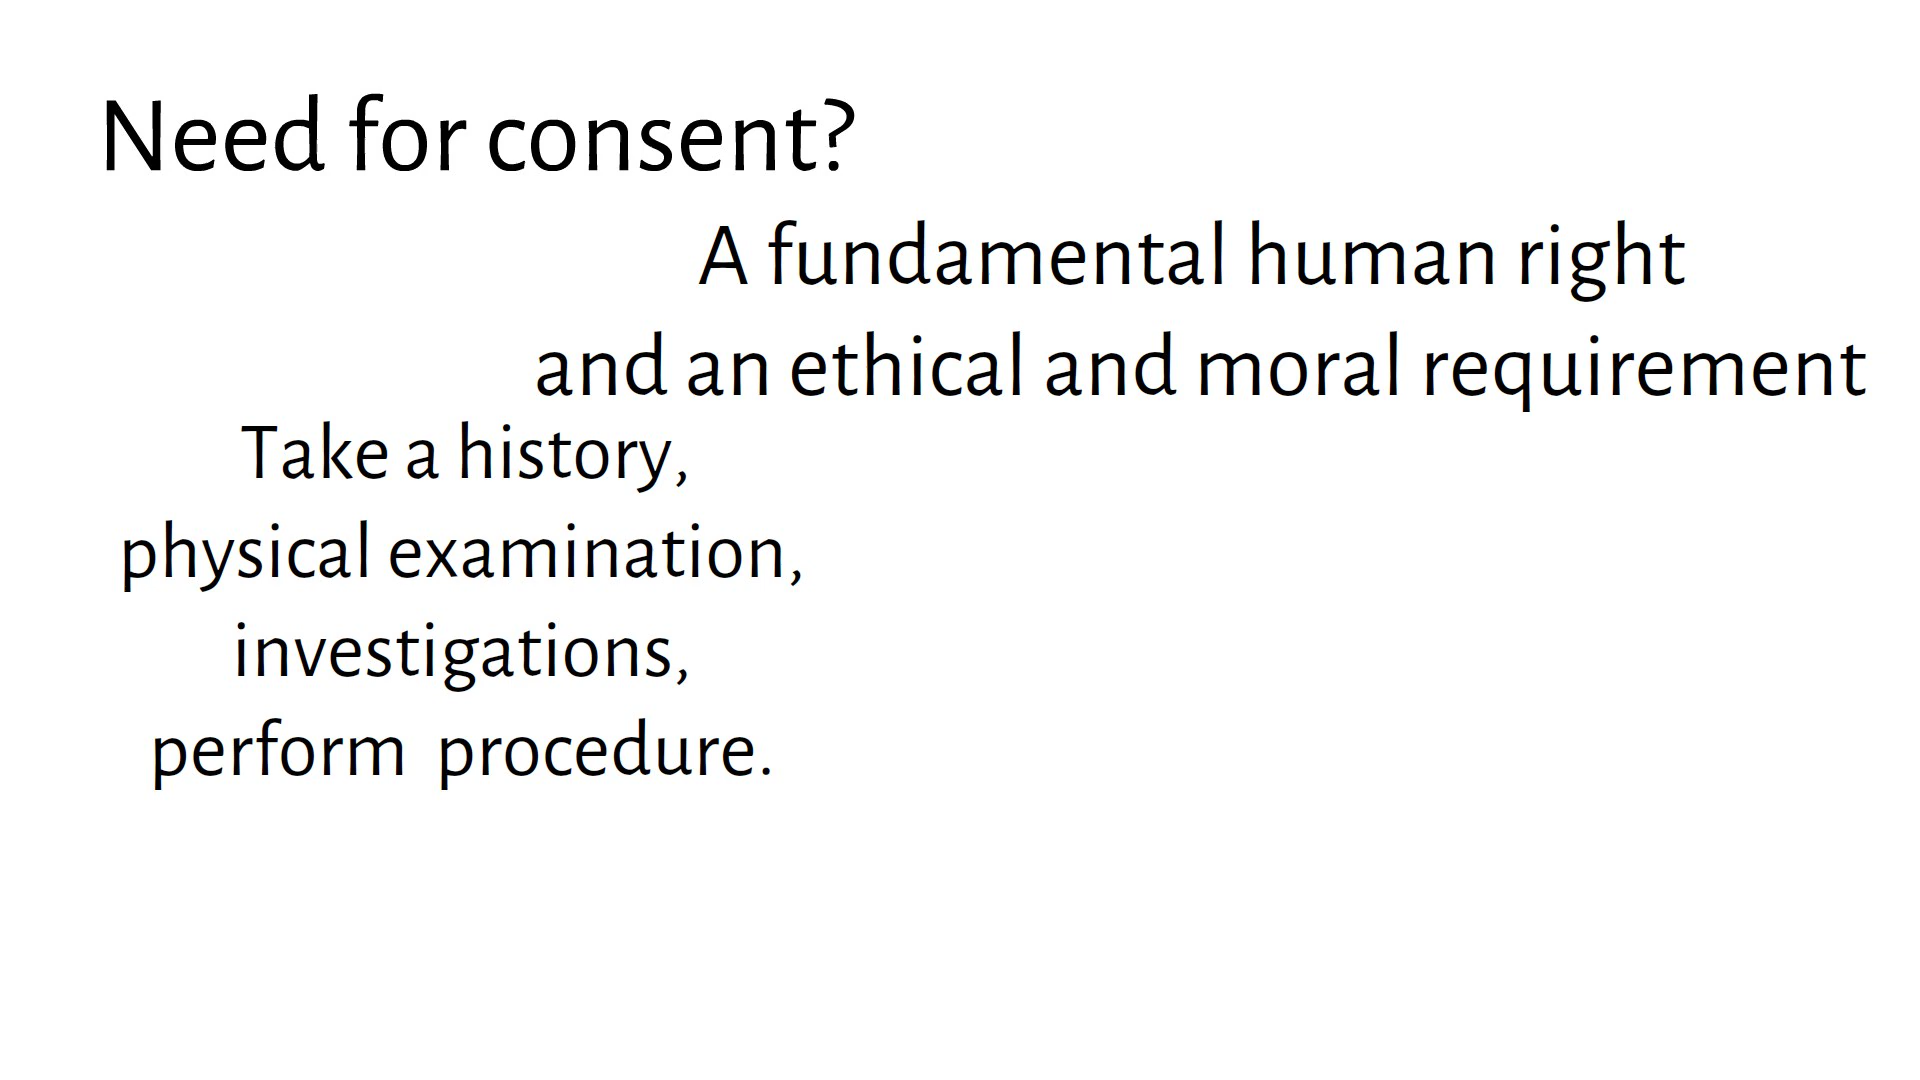 Need for consent?
A fundamental human right
and an ethical and moral requirement
Take a history,
physical examination,
investigations,
perform  procedure.